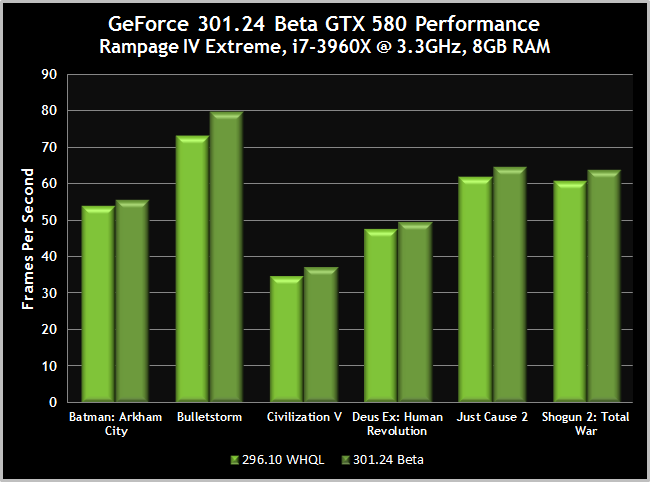 GeForce 301.24 Beta GTX 580 Performance
Rampage IV Extreme, i7-3960X @ 3.3GHz, 8GB RAM
Frames Per Second
90
80
70
60
50
40
30
20
10
0
Batman: Arkham
City
Bulletstorm
Civilization V
Deus Ex: Human
Revolution
Just Cause 2
Shogun 2: Total
War
296.10 WHQL
301.24 Beta